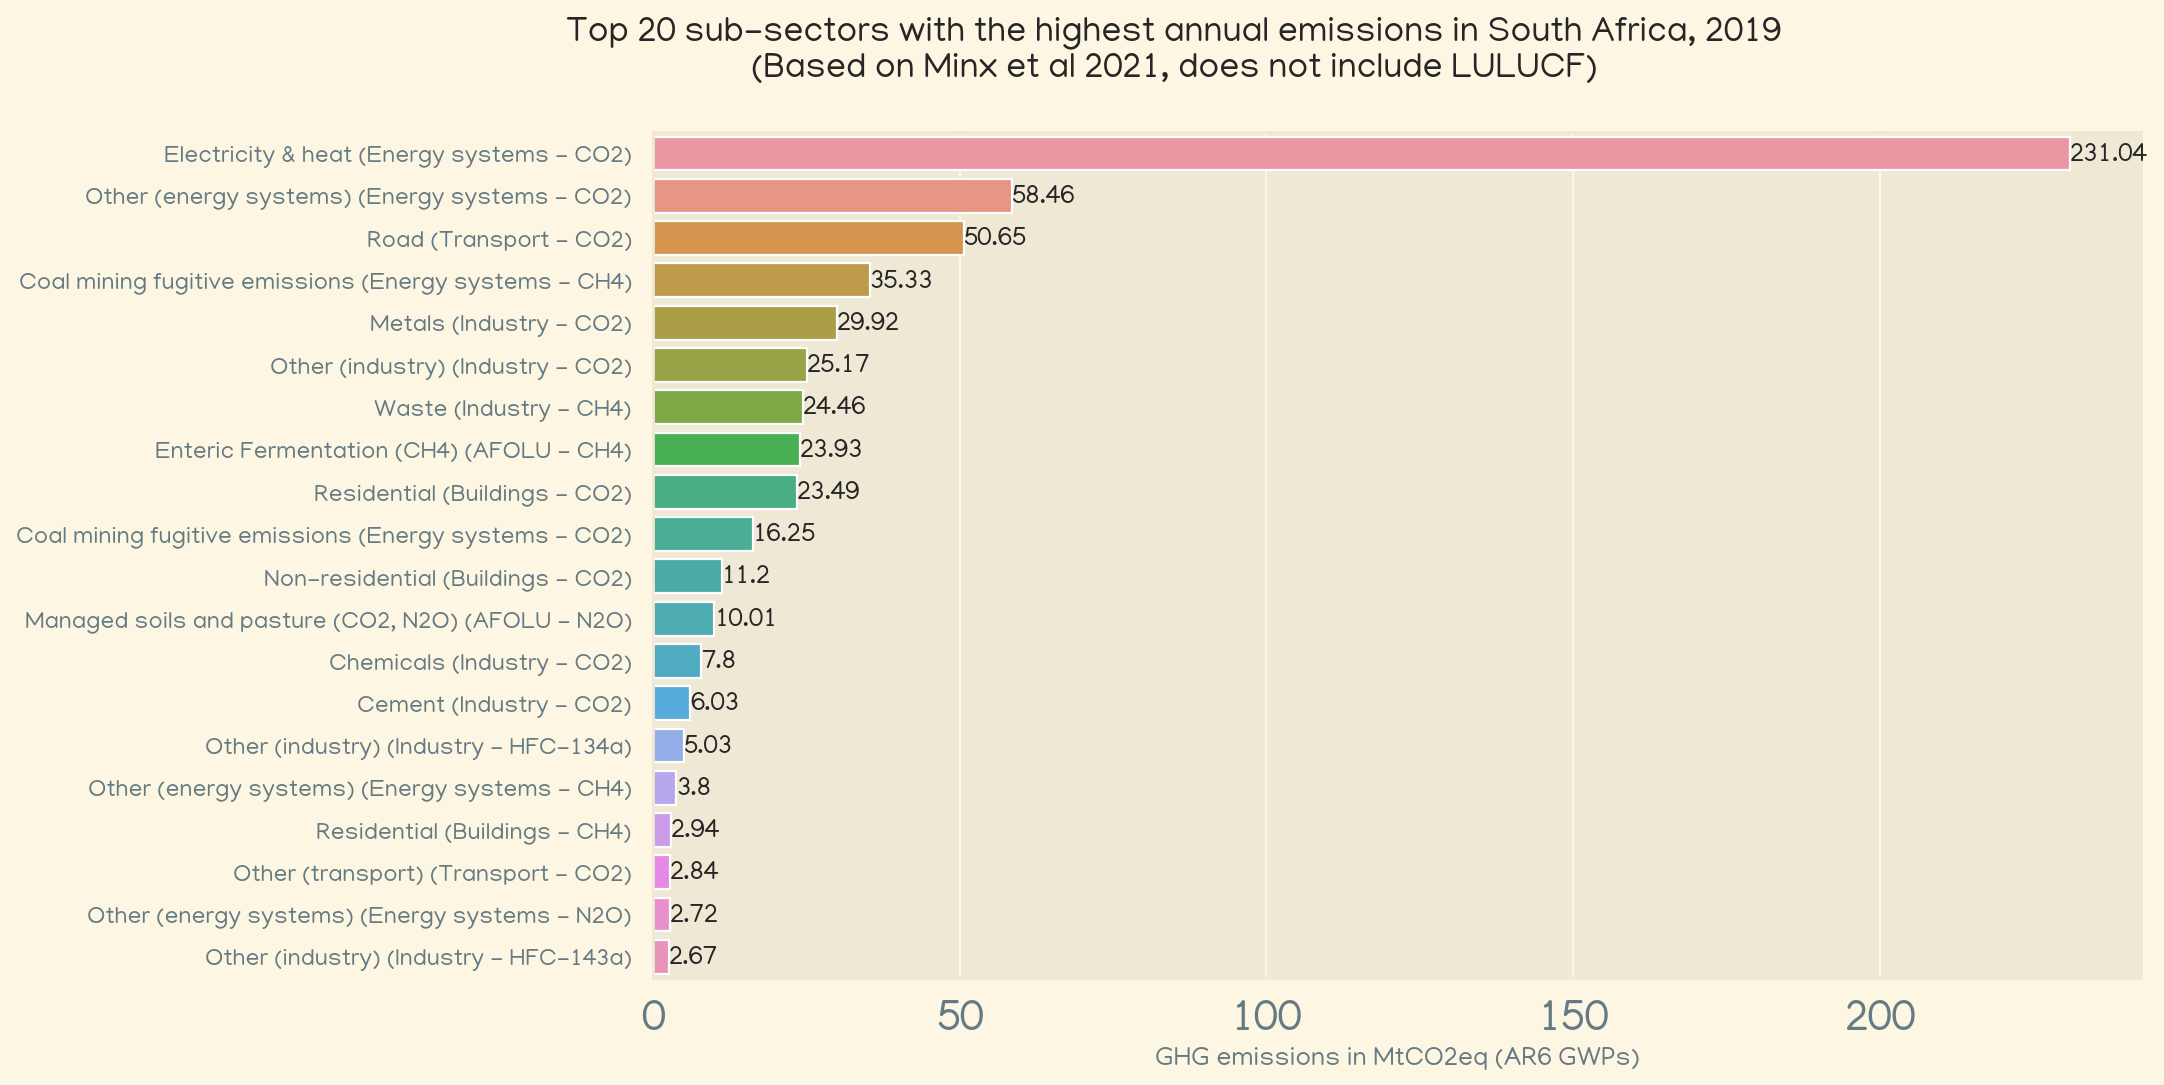 Top 20 sub-sectors with the highest annual emissions in South Africa, 2019
(Based on Minx et al 2021, does not include LULUCF)
Electricity & heat (Energy systems - CO2) 231.04
Other (energy systems) (Energy systems - CO2) 58.46
Road (Transport - CO2) 50.65
Coal mining fugitive emissions (Energy systems - CH4) 35.33
Metals (Industry - CO2) 29.92
Other (industry) (Industry - CO2) 25.17
Waste (Industry - CH4) 24.46
Enteric Fermentation (CH4) (AFOLU - CH4) 23.93
Residential (Buildings - CO2) 23.49
Coal mining fugitive emissions (Energy systems - CO2) 16.25
Non-residential (Buildings - CO2) 11.2
Managed soils and pasture (CO2, N2O) (AFOLU - N2O) 10.01
Chemicals (Industry - CO2) 7.8
Cement (Industry - CO2) 6.03
Other (industry) (Industry - HFC-134a) 5.03
Other (energy systems) (Energy systems - CH4) 3.8
Residential (Buildings - CH4) 2.94
Other (transport) (Transport - CO2) 2.84
Other (energy systems) (Energy systems - N2O) 2.72
Other (industry) (Industry - HFC-143a) 2.67
0 50 100 150 200
GHG emissions in MtCO2eq (AR6 GWPs)